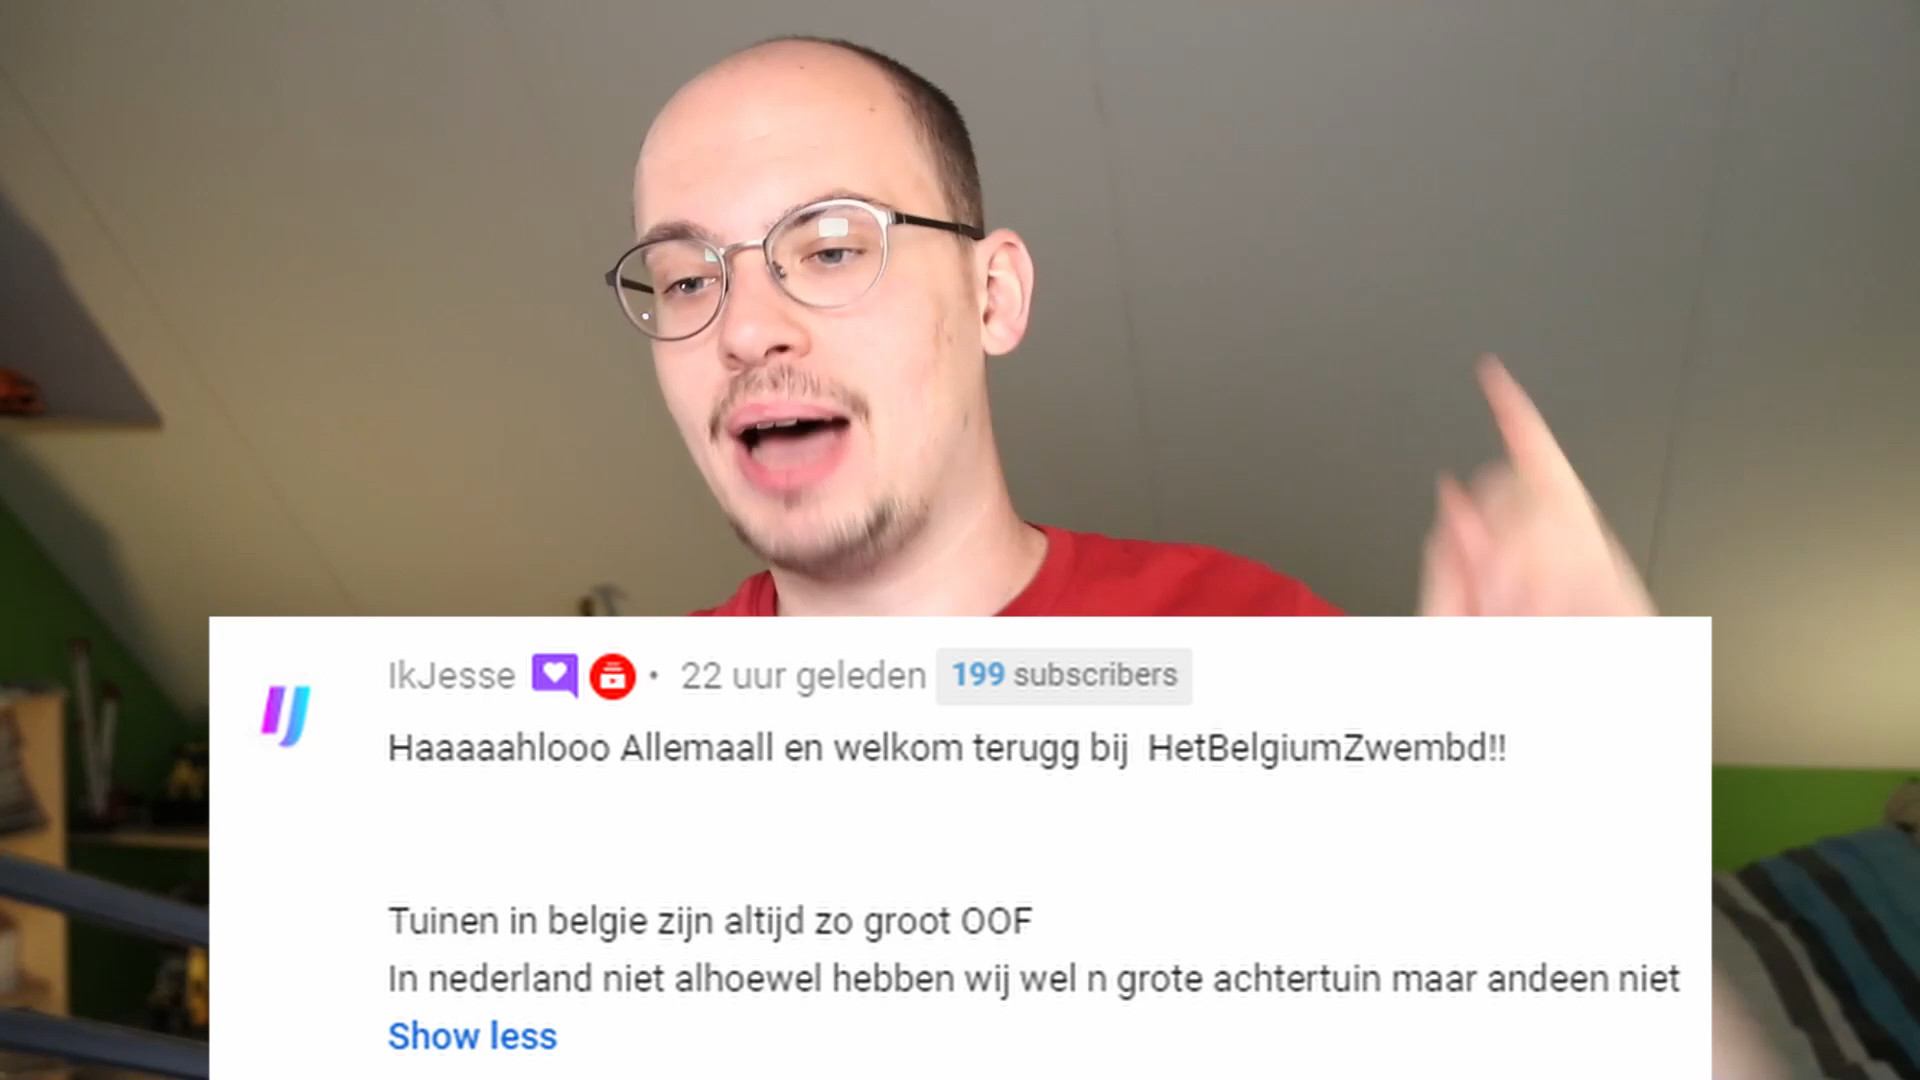 IkJesse • 22 uur geleden 199 subscribers
Haaaaahlooo Allemaall en welkom terugg bij HetBelgiumZwembd!!
Tuinen in belgie zijn altijd zo groot OOF
In nederland niet alhoewel hebben wij wel n grote achtertuin maar andeen niet
Show less